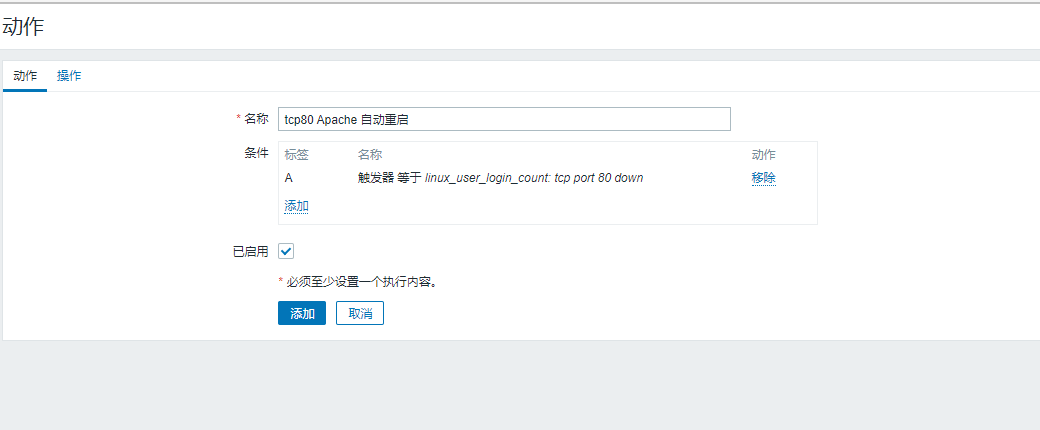 动作
动作 操作
* 名称 tcp80 Apache 自动重启
条件 标签 名称 动作
A 触发器 等于 linux_user_login_count: tcp port 80 down 移除
添加
已启用
* 必须至少设置一个执行内容。
添加 取消